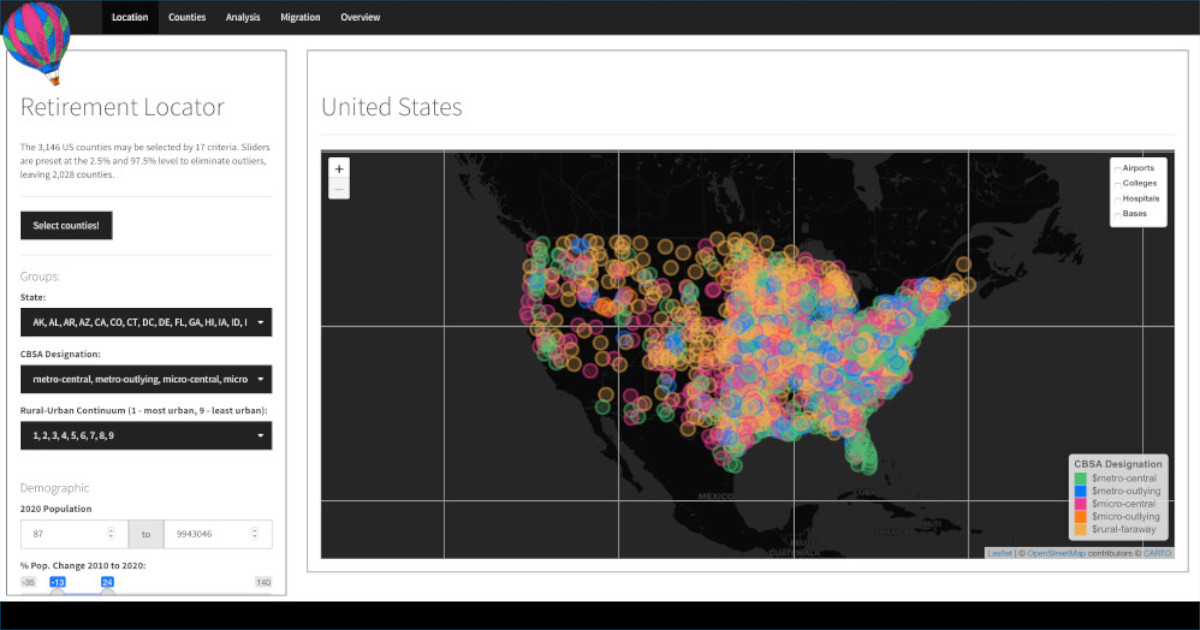 Location Counties Analysis Migration Overview
Retirement Locator
The 3,146 US counties may be selected by 17 criteria. Sliders
are preset at the 2.5% and 97.5% level to eliminate outliers,
leaving 2,028 counties.
Select counties!
Groups:
State:
AK, AL, AR, AZ, CA, CO, CT, DC, DE, FL, GA, HI, IA, ID, I
CBSA Designation:
metro-central, metro-outlying, micro-central, micro
Rural-Urban Continuum (1 - most urban, 9 - least urban):
1, 2, 3, 4, 5, 6, 7, 8, 9
Demographic
2020 Population
87 to 9943046
% Pop. Change 2010 to 2020:
-35 -13 24 140
United States
+
−
Airports
Colleges
Hospitals
Bases
MEXICO
CUBA
GUATEMALA
CBSA Designation
$metro-central
$metro-outlying
$micro-central
$micro-outlying
$rural-faraway
Leaflet | © OpenStreetMap contributors © CARTO